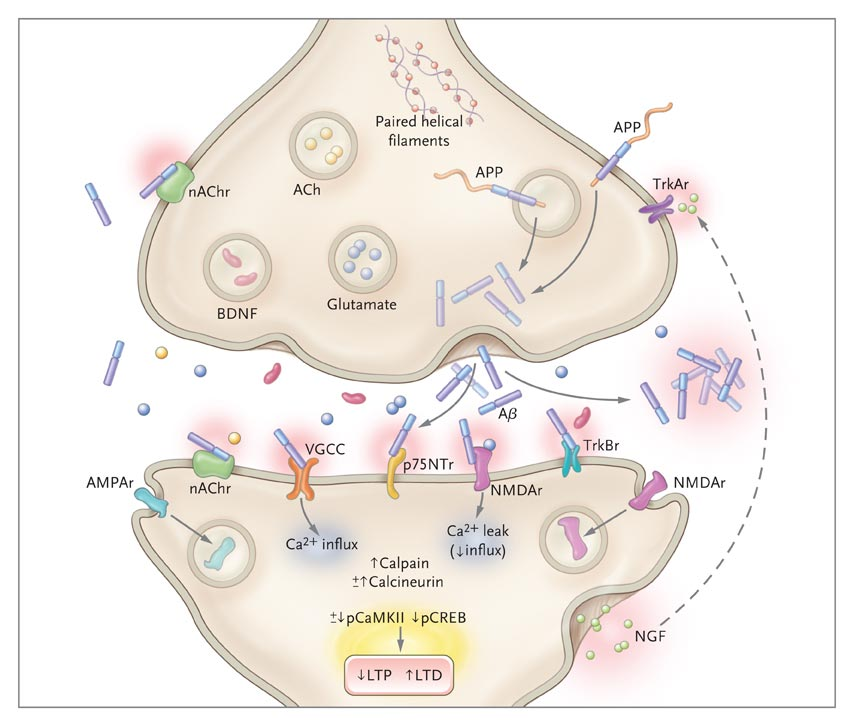 Paired helical
filaments
APP
APP
TrkAr
nAChr
ACh
BDNF
Glutamate
Aβ
VGCC
p75NTr
TrkBr
nAChr
NMDAr
AMPAr
NMDAr
Ca²⁺ influx
Ca²⁺ leak
(↓influx)
↑Calpain
±↑Calcineurin
±↓pCaMKII ↓pCREB
NGF
↓LTP ↑LTD